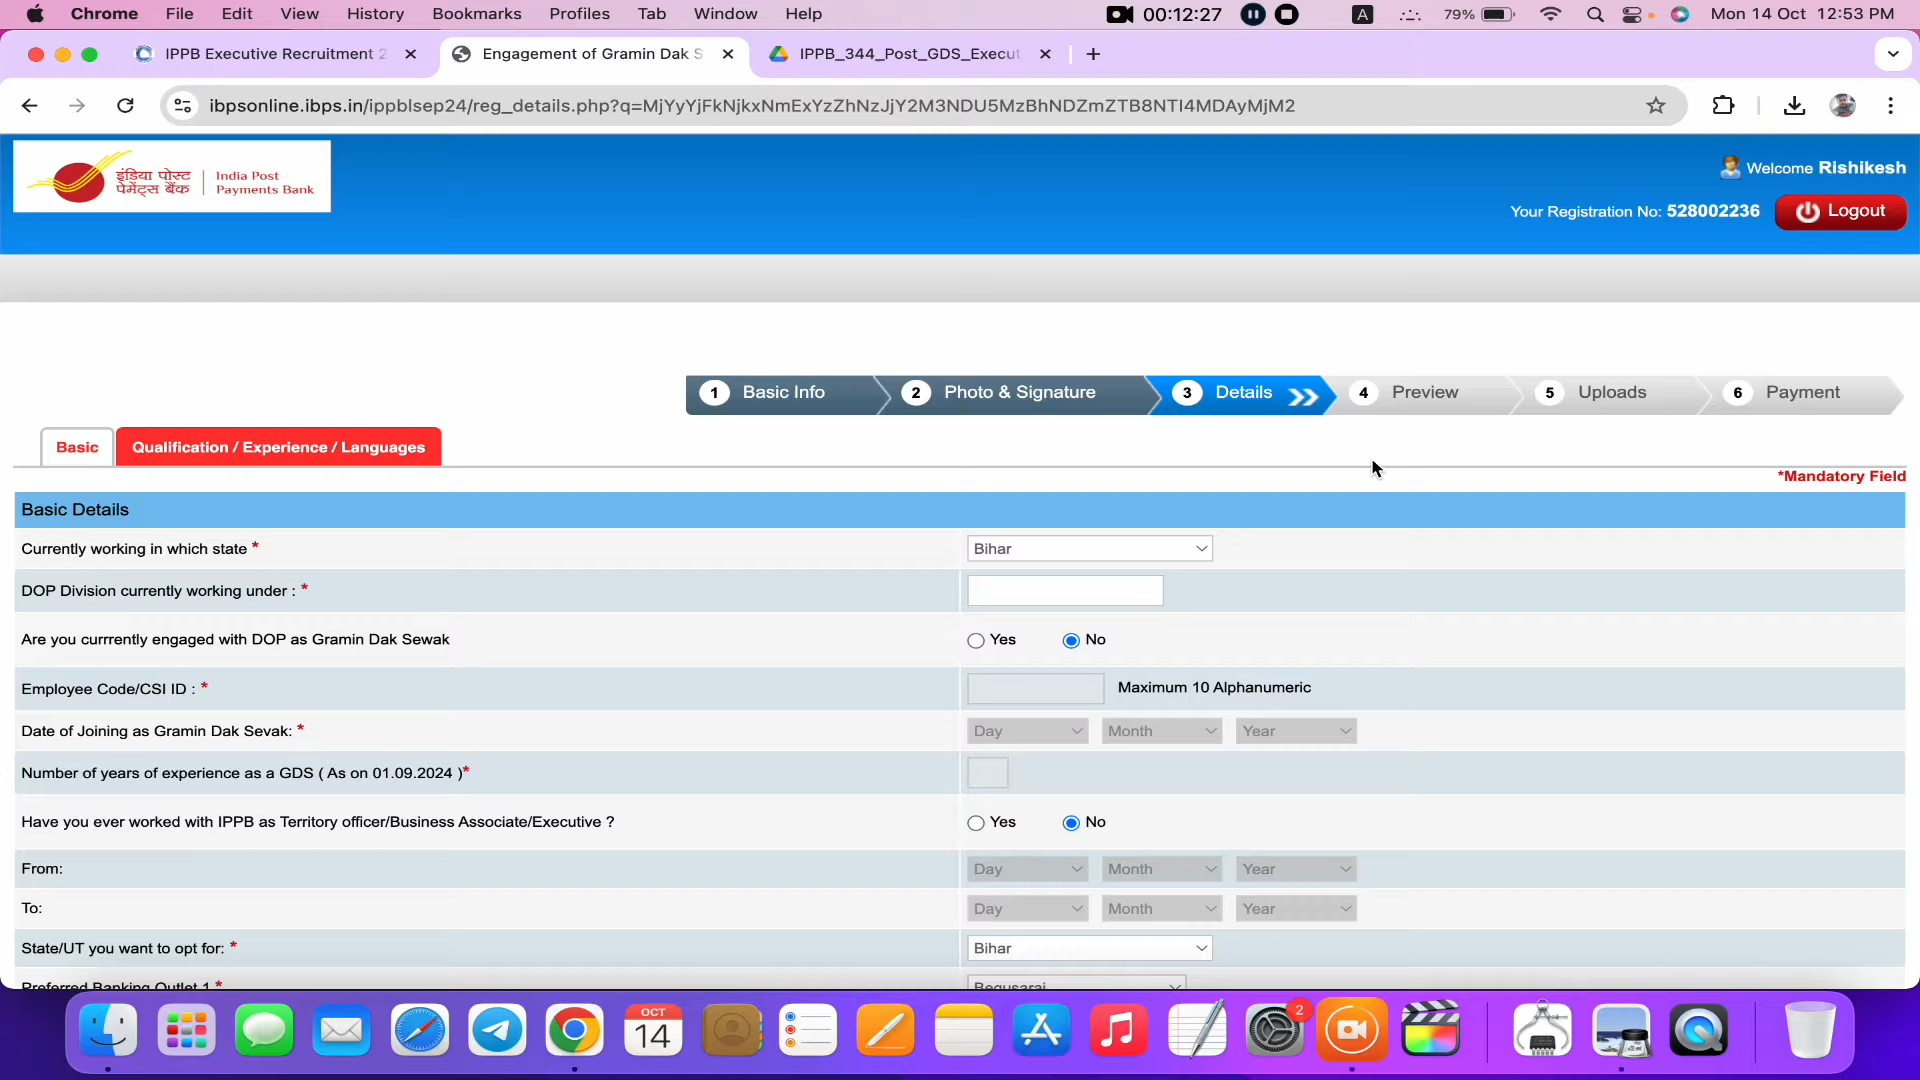 Chrome File Edit View History Bookmarks Profiles Tab Window Help 00:12:27 A 79% Mon 14 Oct 12:53 PM
IPPB Executive Recruitment 2 Engagement of Gramin Dak S IPPB_344_Post_GDS_Execut
ibpsonline.ibps.in/ippblsep24/reg_details.php?q=MjYyYjFkNjkxNmExYzZhNzJjY2M3NDU5MzBhNDZmZTB8NTI4MDAyMjM2
इंडिया पोस्ट India Post
पेमेंट्स बैंक Payments Bank
Welcome Rishikesh
Your Registration No: 528002236 Logout
1 Basic Info 2 Photo & Signature 3 Details 4 Preview 5 Uploads 6 Payment
Basic Qualification / Experience / Languages
*Mandatory Field
Basic Details
Currently working in which state * Bihar
DOP Division currently working under : *
Are you currrently engaged with DOP as Gramin Dak Sewak Yes No
Employee Code/CSI ID : * Maximum 10 Alphanumeric
Date of Joining as Gramin Dak Sevak: * Day Month Year
Number of years of experience as a GDS ( As on 01.09.2024 )*
Have you ever worked with IPPB as Territory officer/Business Associate/Executive ? Yes No
From: Day Month Year
To: Day Month Year
State/UT you want to opt for: * Bihar
Preferred Banking Outlet 1 * Begusarai
OCT
14
2